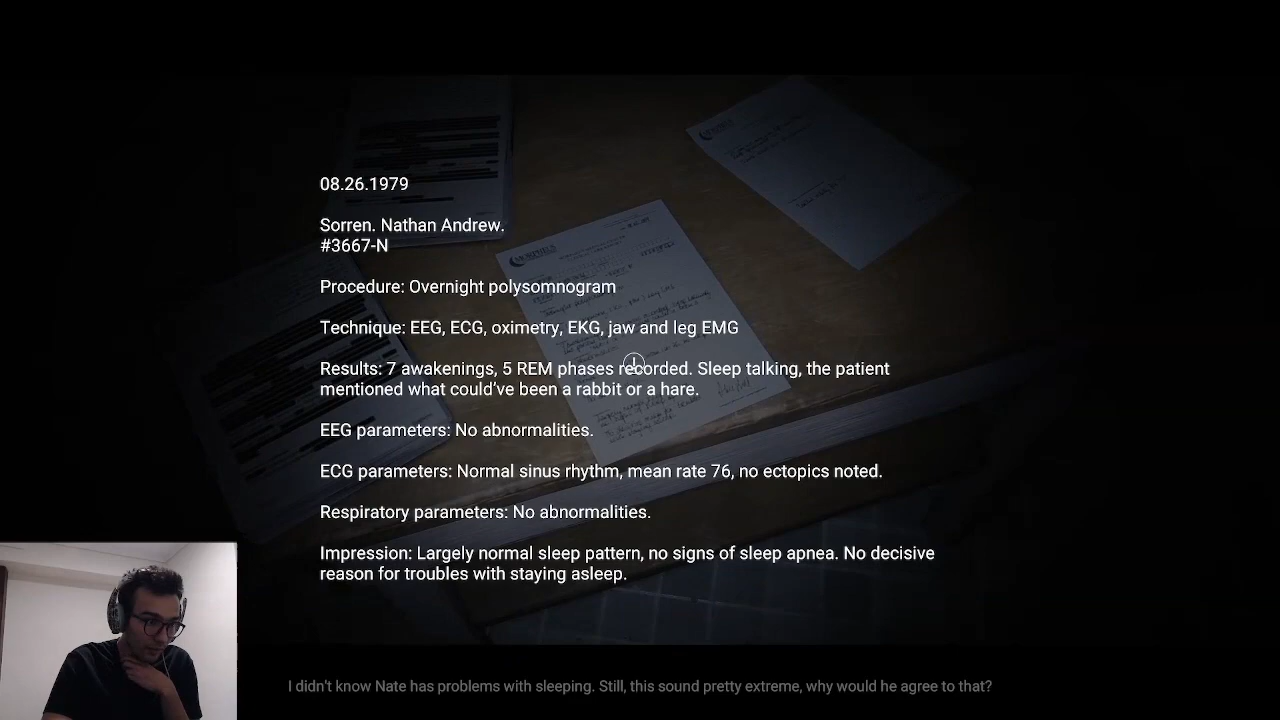 08.26.1979
Sorren. Nathan Andrew.
#3667-N
Procedure: Overnight polysomnogram
Technique: EEG, ECG, oximetry, EKG, jaw and leg EMG
Results: 7 awakenings, 5 REM phases recorded. Sleep talking, the patient
mentioned what could've been a rabbit or a hare.
EEG parameters: No abnormalities.
ECG parameters: Normal sinus rhythm, mean rate 76, no ectopics noted.
Respiratory parameters: No abnormalities.
Impression: Largely normal sleep pattern, no signs of sleep apnea. No decisive
reason for troubles with staying asleep.
I didn't know Nate has problems with sleeping. Still, this sound pretty extreme, why would he agree to that?
MORPHEUS